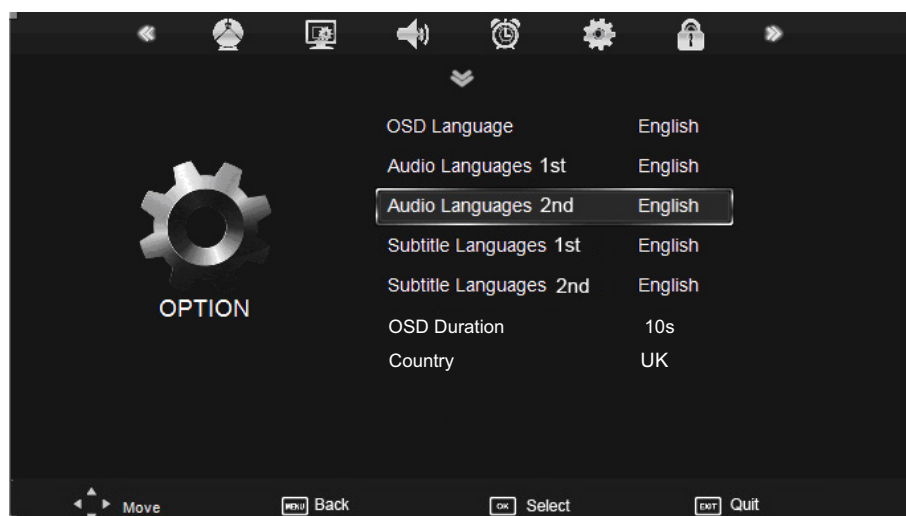 OSD Language English
Audio Languages 1st English
Audio Languages 2nd English
Subtitle Languages 1st English
Subtitle Languages 2nd English
OSD Duration 10s
Country UK
OPTION
Move MENU Back OK Select EXIT Quit